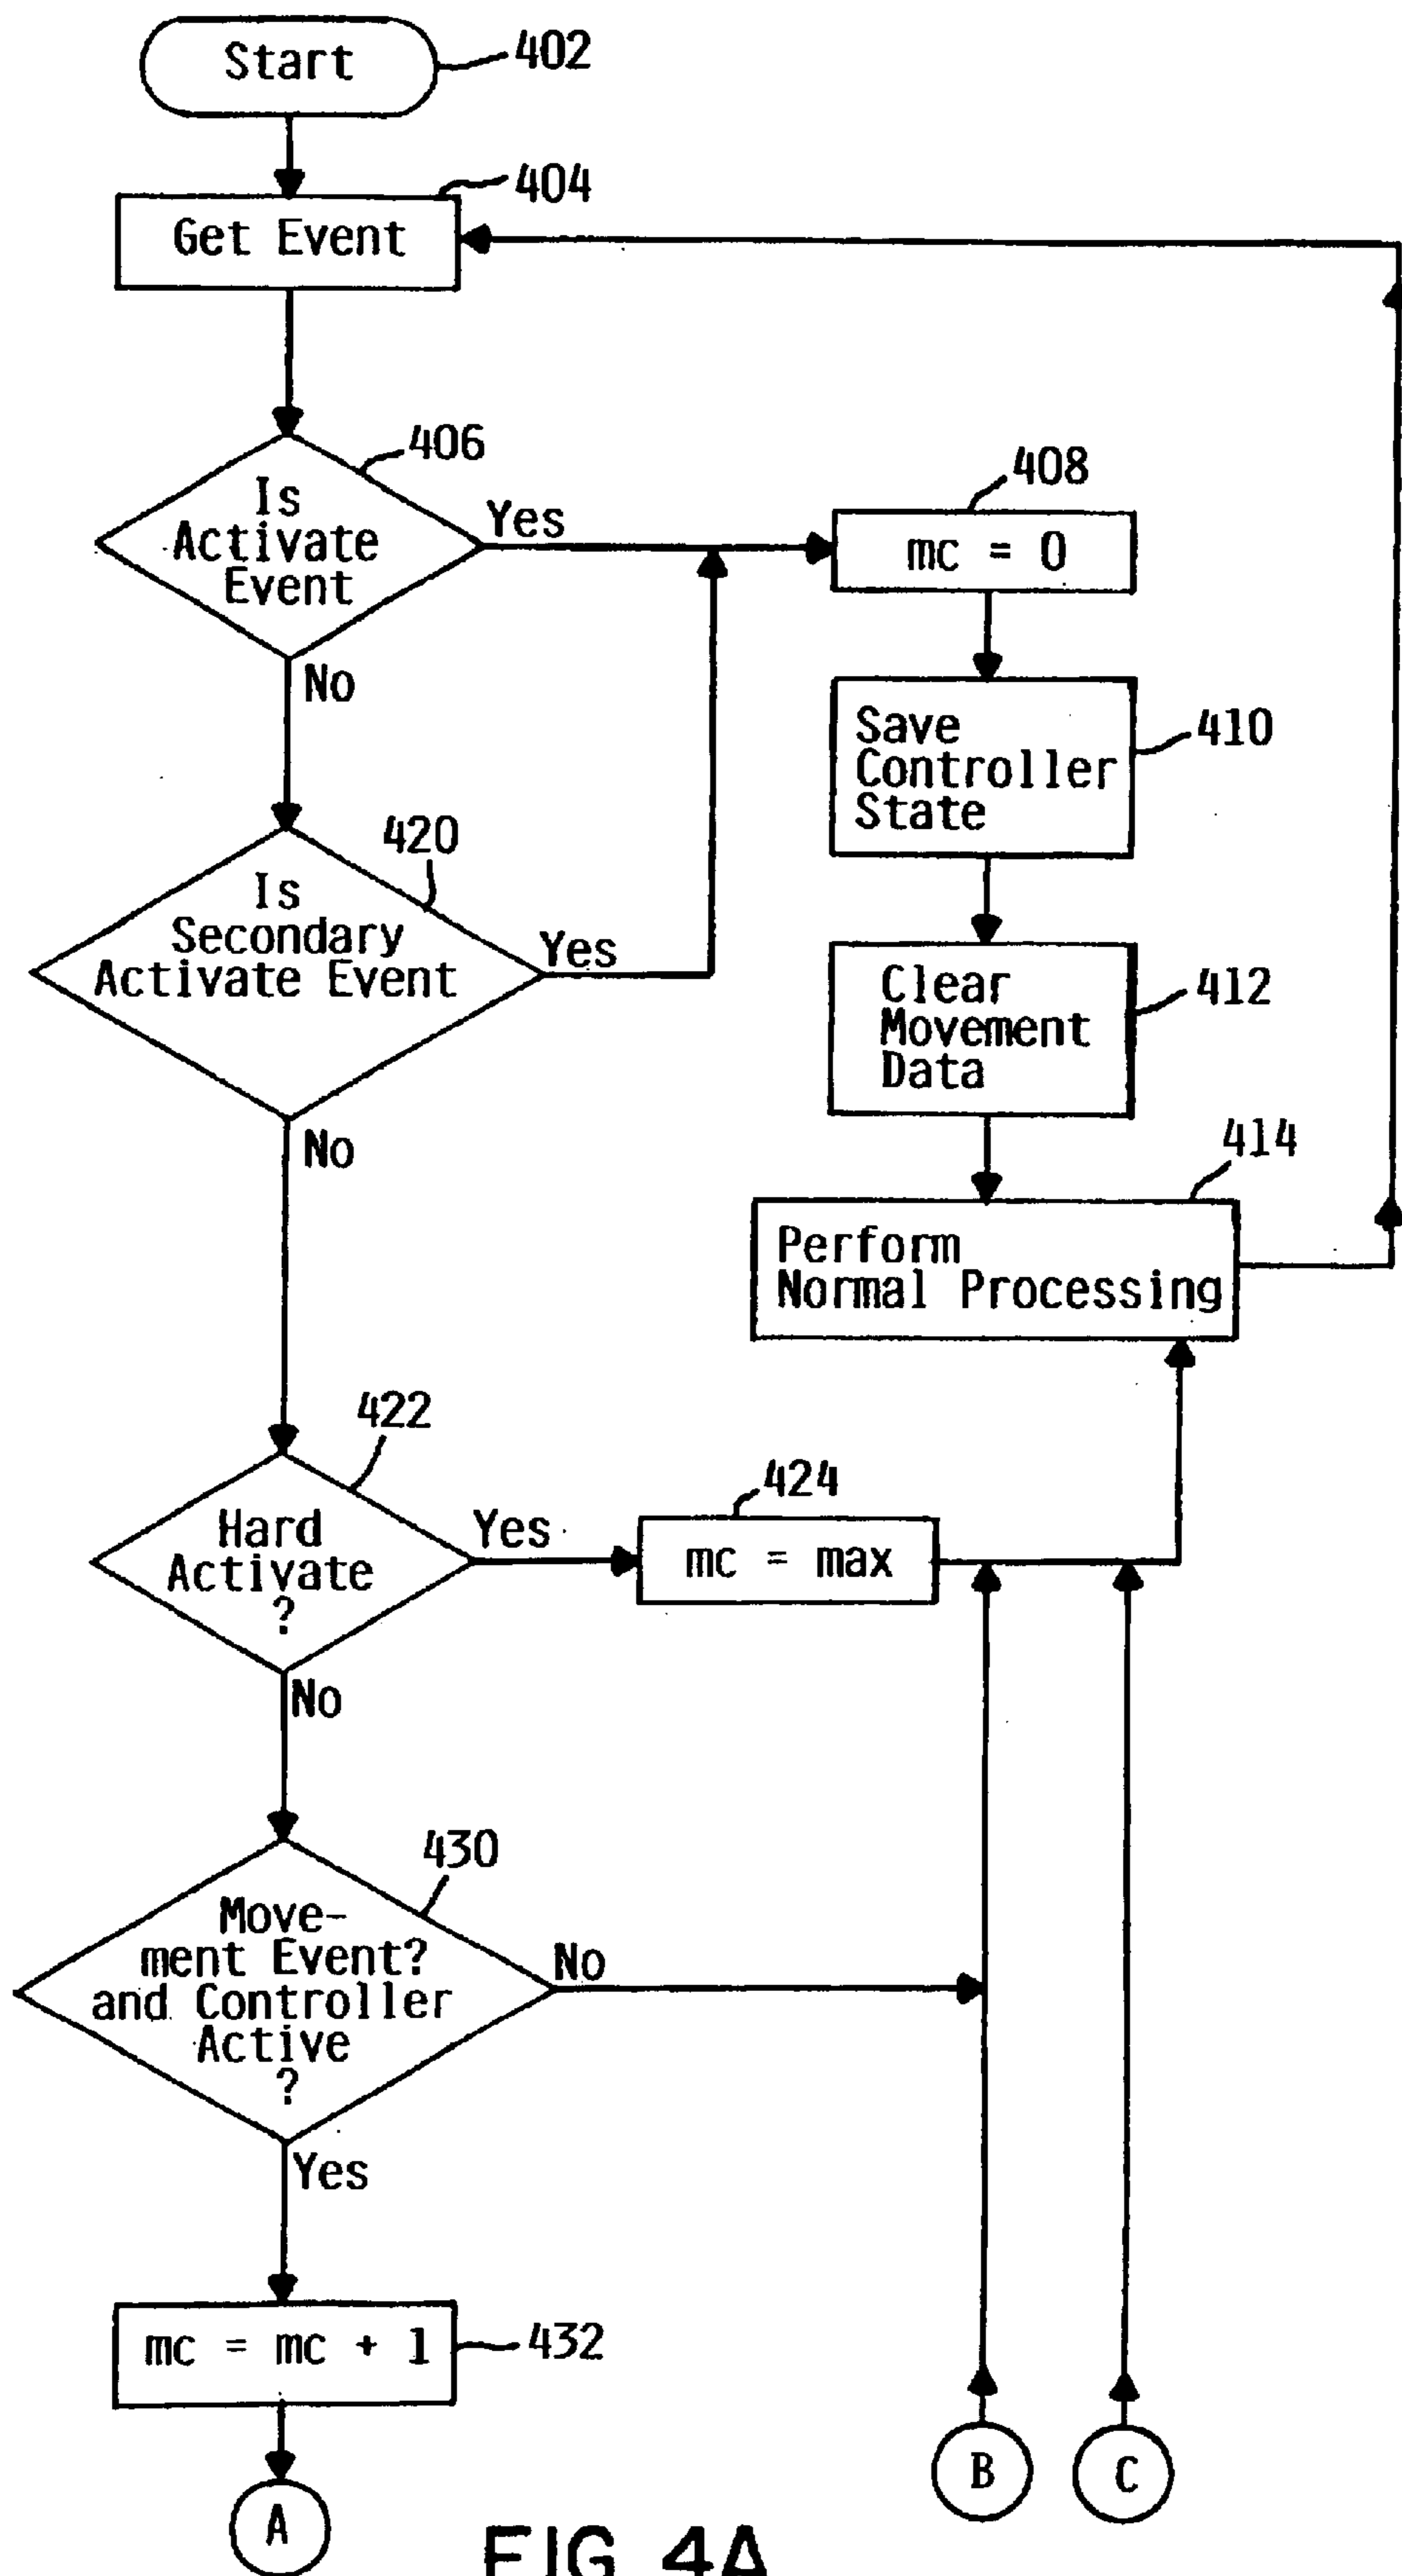 Start
402
404
Get Event
406
Is
Activate
Event
Yes
No
408
mc = 0
Save
Controller
State
410
420
Is
Secondary
Activate Event
Yes
No
Clear
Movement
Data
412
414
Perform
Normal Processing
422
Hard
Activate
?
Yes
No
424
mc = max
430
Move-
ment Event?
and Controller
Active
?
No
Yes
mc = mc + 1
432
B
C
A
FIG. 4A